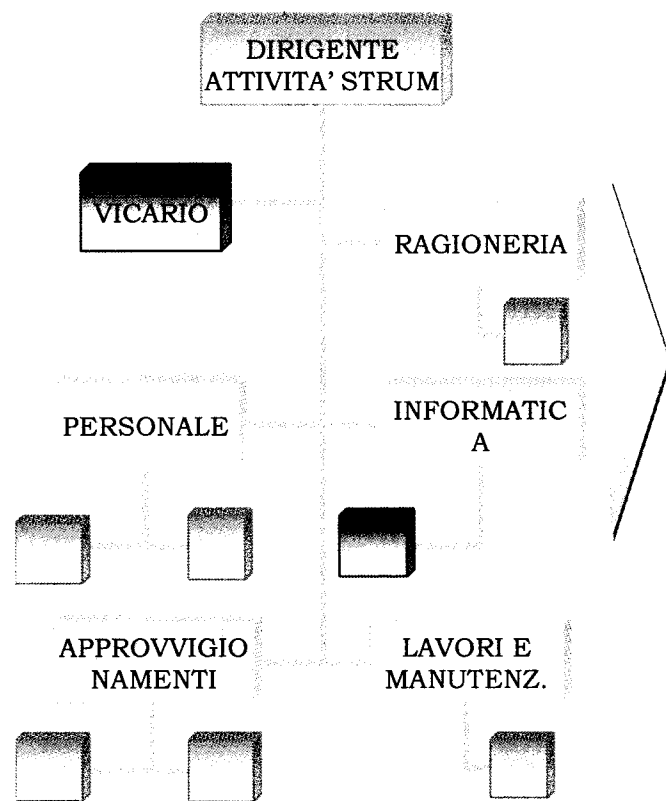 DIRIGENTE
ATTIVITA' STRUM
VICARIO
RAGIONERIA
PERSONALE
INFORMATIC
A
APPROVVIGIO
NAMENTI
LAVORI E
MANUTENZ.